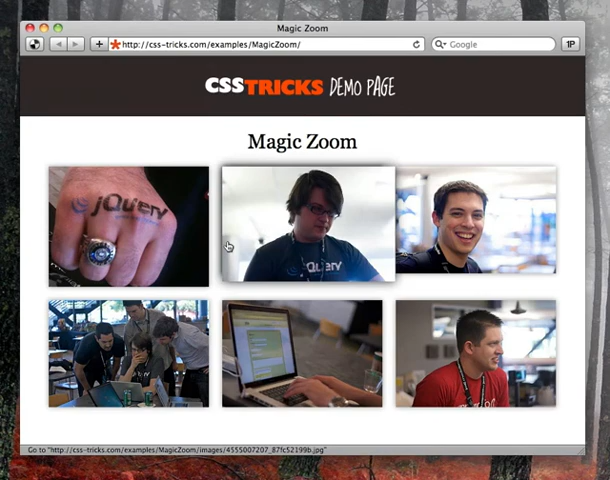 Magic Zoom
http://css-tricks.com/examples/MagicZoom/
Google
1P
CSSTRICKS DEMO PAGE
Magic Zoom
jQuery
jQuery
Go to "http://css-tricks.com/examples/MagicZoom/images/4555007207_87fc52199b.jpg"